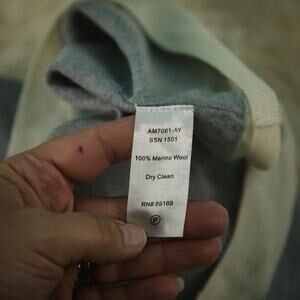 AM7061-AY
SSN 1501
100% Merino Wool
Dry Clean
RN# 89169
P